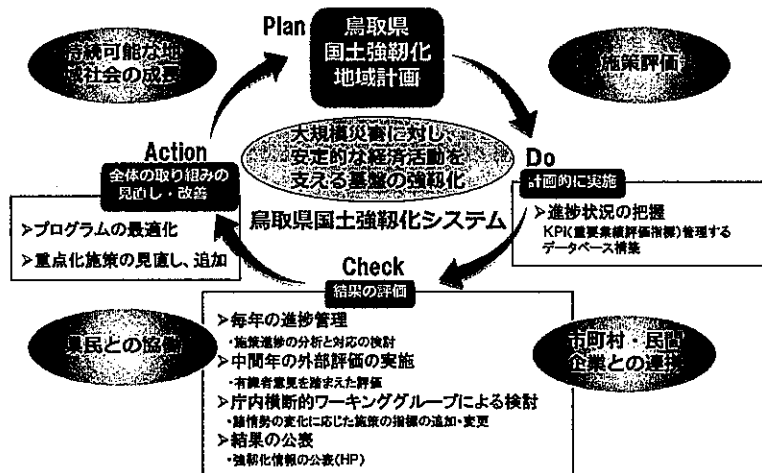 Plan
鳥取県
国土強靱化
地域計画
持続可能な地
域社会の成長
施策評価
大規模災害に対し
安定的な経済活動を
支える基盤の強靱化
Action
全体の取り組みの
見直し・改善
➢プログラムの最適化
➢重点化施策の見直し、追加
Do
計画的に実施
➢進捗状況の把握
KPI(重要業績評価指標)管理する
データベース構築
鳥取県国土強靱化システム
Check
結果の評価
➢毎年の進捗管理
・施策進捗の分析と対応の検討
➢中間年の外部評価の実施
・有識者意見を踏まえた評価
➢庁内横断的ワーキンググループによる検討
・諸情勢の変化に応じた施策の指標の追加・変更
➢結果の公表
・強靱化情報の公表(HP)
県民との協働
市町村・民間
企業との連携